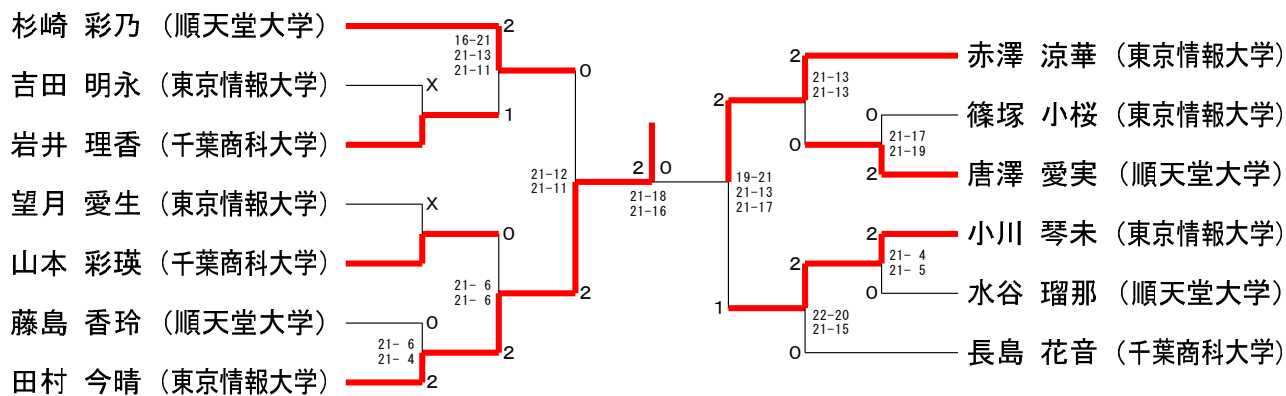 杉崎 彩乃 (順天堂大学)
吉田 明永 (東京情報大学)
岩井 理香 (千葉商科大学)
望月 愛生 (東京情報大学)
山本 彩瑛 (千葉商科大学)
藤島 香玲 (順天堂大学)
田村 今晴 (東京情報大学)
2
16-21
21-13
21-11
X
1
0
X
0
21- 6
21- 6
0
21- 6
21- 4
2
2
21-12
21-11
2
2 0
21-18
21-16
2
19-21
21-13
21-17
1
2
21-13
21-13
0
0
21-17
21-19
2
2
2
21- 4
21- 5
0
22-20
21-15
0
赤澤 涼華 (東京情報大学)
篠塚 小桜 (東京情報大学)
唐澤 愛実 (順天堂大学)
小川 琴未 (東京情報大学)
水谷 瑠那 (順天堂大学)
長島 花音 (千葉商科大学)